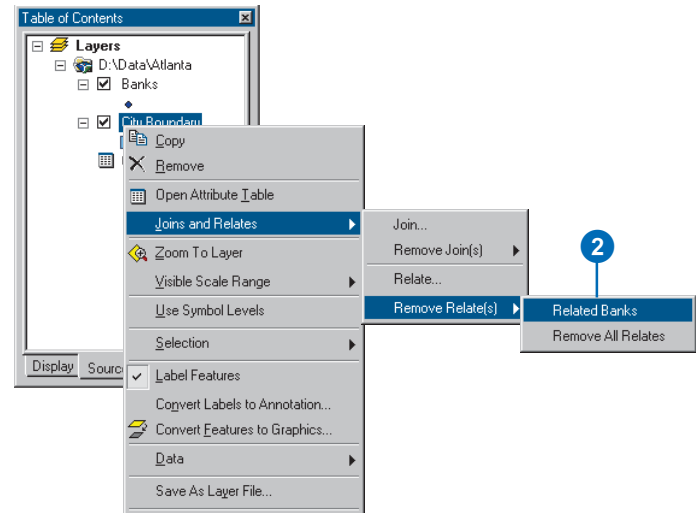 Table of Contents
Layers
D:\Data\Atlanta
Banks
City Boundary
Copy
Remove
Open Attribute Table
Joins and Relates
Zoom To Layer
Visible Scale Range
Use Symbol Levels
Selection
Label Features
Convert Labels to Annotation...
Convert Features to Graphics...
Data
Save As Layer File...
Join...
Remove Join(s)
Relate...
Remove Relate(s)
2
Related Banks
Remove All Relates
Display